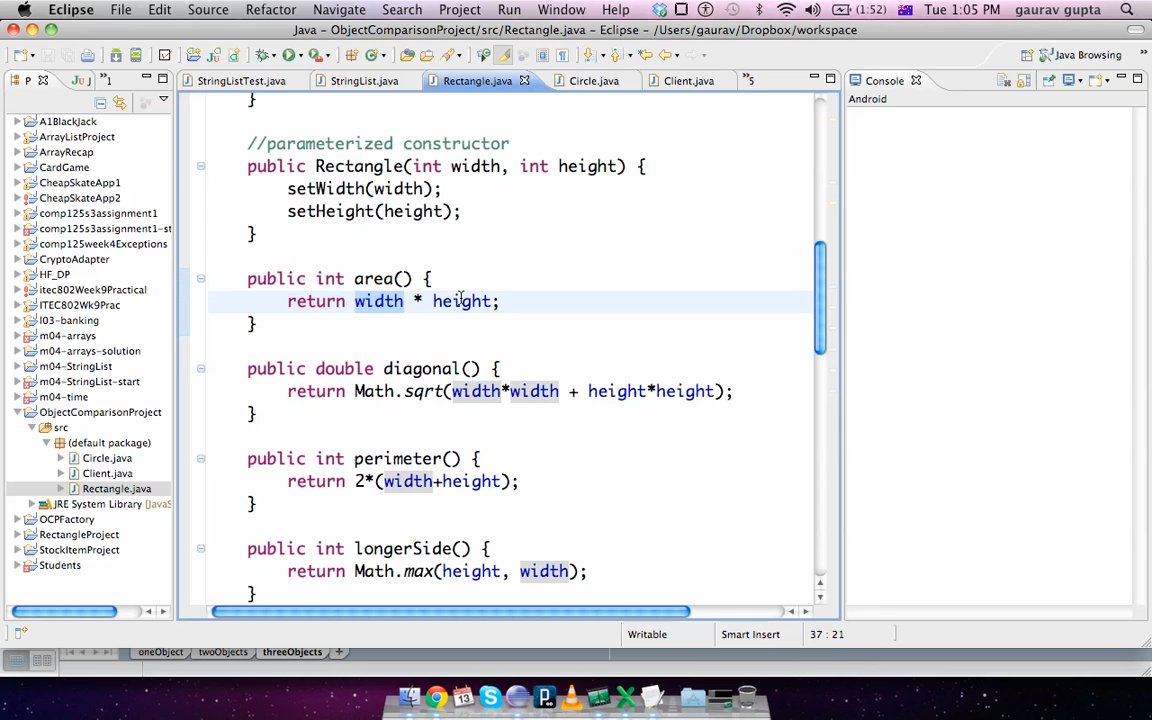 Eclipse File Edit Source Refactor Navigate Search Project Run Window Help (1:52) Tue 1:05 PM gaurav gupta
Java - ObjectComparisonProject/src/Rectangle.java - Eclipse - /Users/gaurav/Dropbox/workspace
Java Browsing »
P Ju »1 StringListTest.java StringList.java Rectangle.java Circle.java Client.java »5 Console
Android
A1BlackJack
ArrayListProject
ArrayRecap
CardGame
CheapSkateApp1
CheapSkateApp2
comp125s3assignment1
comp125s3assignment1-st
comp125week4Exceptions
CryptoAdapter
HF_DP
itec802Week9Practical
ITEC802Wk9Prac
l03-banking
m04-arrays
m04-arrays-solution
m04-StringList
m04-StringList-start
m04-time
ObjectComparisonProject
src
(default package)
Circle.java
Client.java
Rectangle.java
JRE System Library [JavaS
OCPFactory
RectangleProject
StockItemProject
Students
}
//parameterized constructor
public Rectangle(int width, int height) {
setWidth(width);
setHeight(height);
}
public int area() {
return width * height;
}
public double diagonal() {
return Math.sqrt(width*width + height*height);
}
public int perimeter() {
return 2*(width+height);
}
public int longerSide() {
return Math.max(height, width);
}
Writable Smart Insert 37 : 21
oneObject twoObjects threeObjects +